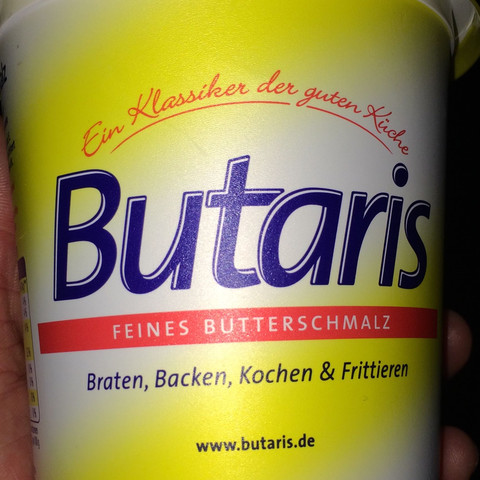 Ein Klassiker der guten Küche
Butaris
FEINES BUTTERSCHMALZ
Braten, Backen, Kochen & Frittieren
www.butaris.de